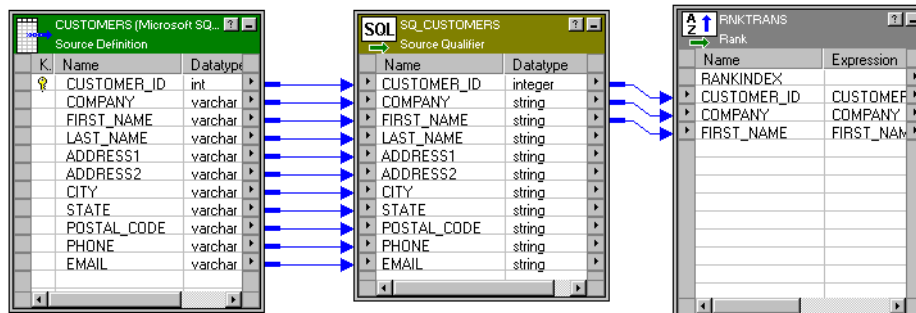 CUSTOMERS (Microsoft SQ...
Source Definition
K. Name Datatype
CUSTOMER_ID int
COMPANY varchar
FIRST_NAME varchar
LAST_NAME varchar
ADDRESS1 varchar
ADDRESS2 varchar
CITY varchar
STATE varchar
POSTAL_CODE varchar
PHONE varchar
EMAIL varchar
SQL SQ_CUSTOMERS
Source Qualifier
Name Datatype
CUSTOMER_ID integer
COMPANY string
FIRST_NAME string
LAST_NAME string
ADDRESS1 string
ADDRESS2 string
CITY string
STATE string
POSTAL_CODE string
PHONE string
EMAIL string
A Z RNKTRANS
Rank
Name Expression
RANKINDEX
CUSTOMER_ID CUSTOMER
COMPANY COMPANY
FIRST_NAME FIRST_NAM